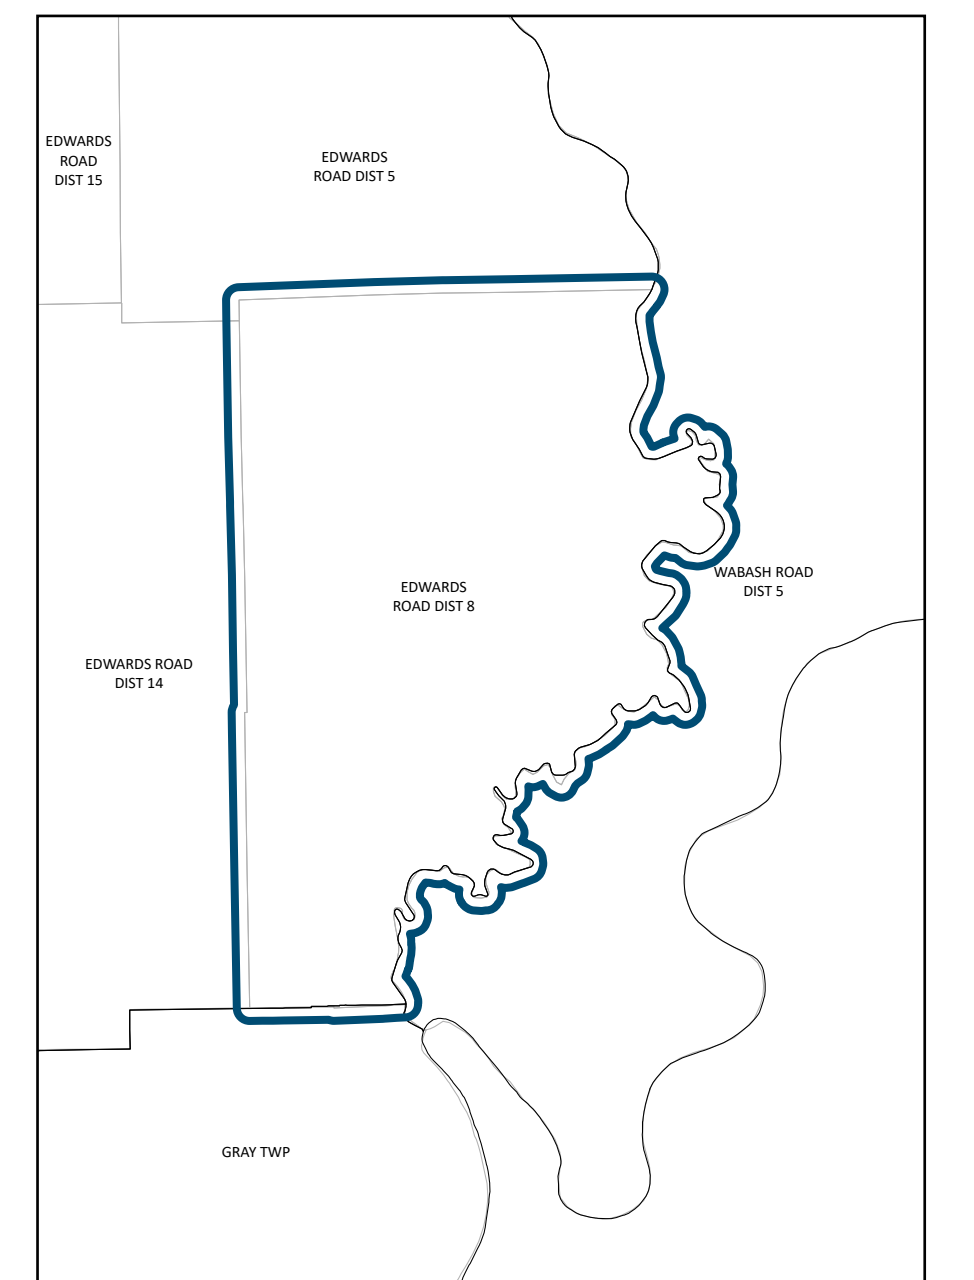 EDWARDS
ROAD
DIST 15
EDWARDS
ROAD DIST 5
EDWARDS
ROAD DIST 8
WABASH ROAD
DIST 5
EDWARDS ROAD
DIST 14
GRAY TWP